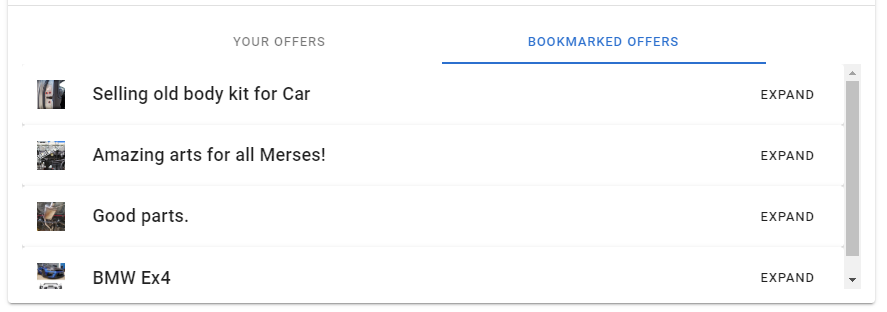 YOUR OFFERS
BOOKMARKED OFFERS
Selling old body kit for Car
EXPAND
Amazing arts for all Merses!
EXPAND
Good parts.
EXPAND
BMW Ex4
EXPAND